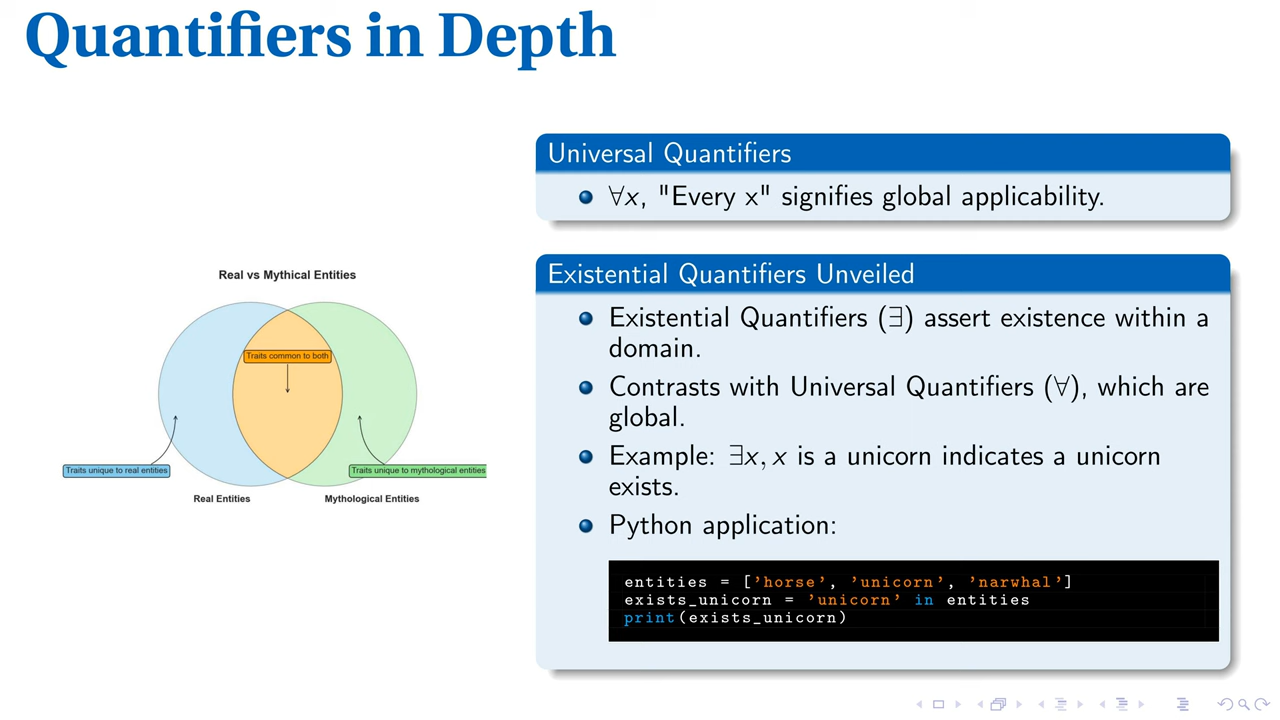 Quantifiers in Depth
Real vs Mythical Entities
Traits common to both
Traits unique to real entities
Traits unique to mythological entities
Real Entities
Mythological Entities
Universal Quantifiers
∀x, "Every x" signifies global applicability.
Existential Quantifiers Unveiled
Existential Quantifiers (∃) assert existence within a
domain.
Contrasts with Universal Quantifiers (∀), which are
global.
Example: ∃x, x is a unicorn indicates a unicorn
exists.
Python application:
entities = ['horse', 'unicorn', 'narwhal']
exists_unicorn = 'unicorn' in entities
print(exists_unicorn)